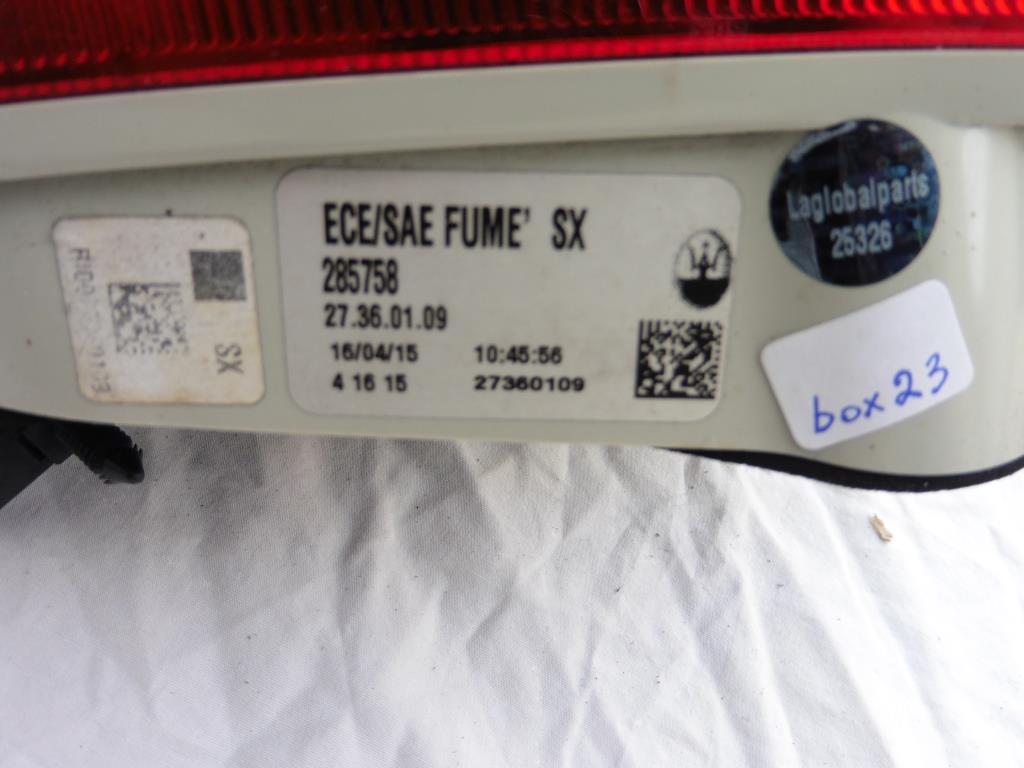 ECE/SAE FUME' SX
285758
27.36.01.09
16/04/15 10:45:56
4 16 15 27360109
SX
Laglobalparts
25326
box 23